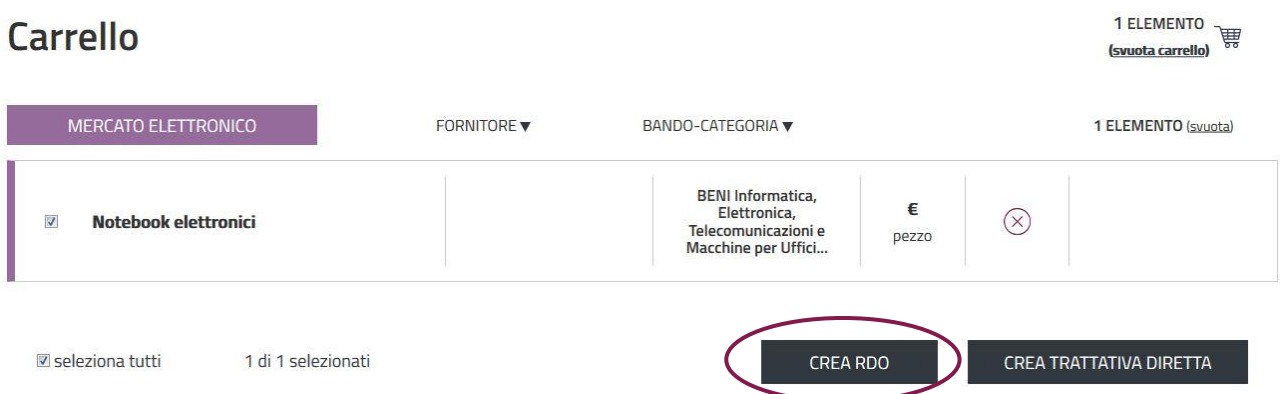 Carrello
1 ELEMENTO
(svuota carrello)
MERCATO ELETTRONICO
FORNITORE ▼
BANDO-CATEGORIA ▼
1 ELEMENTO (svuota)
Notebook elettronici
BENI Informatica,
Elettronica,
Telecomunicazioni e
Macchine per Uffici...
€
pezzo
seleziona tutti
1 di 1 selezionati
CREA RDO
CREA TRATTATIVA DIRETTA